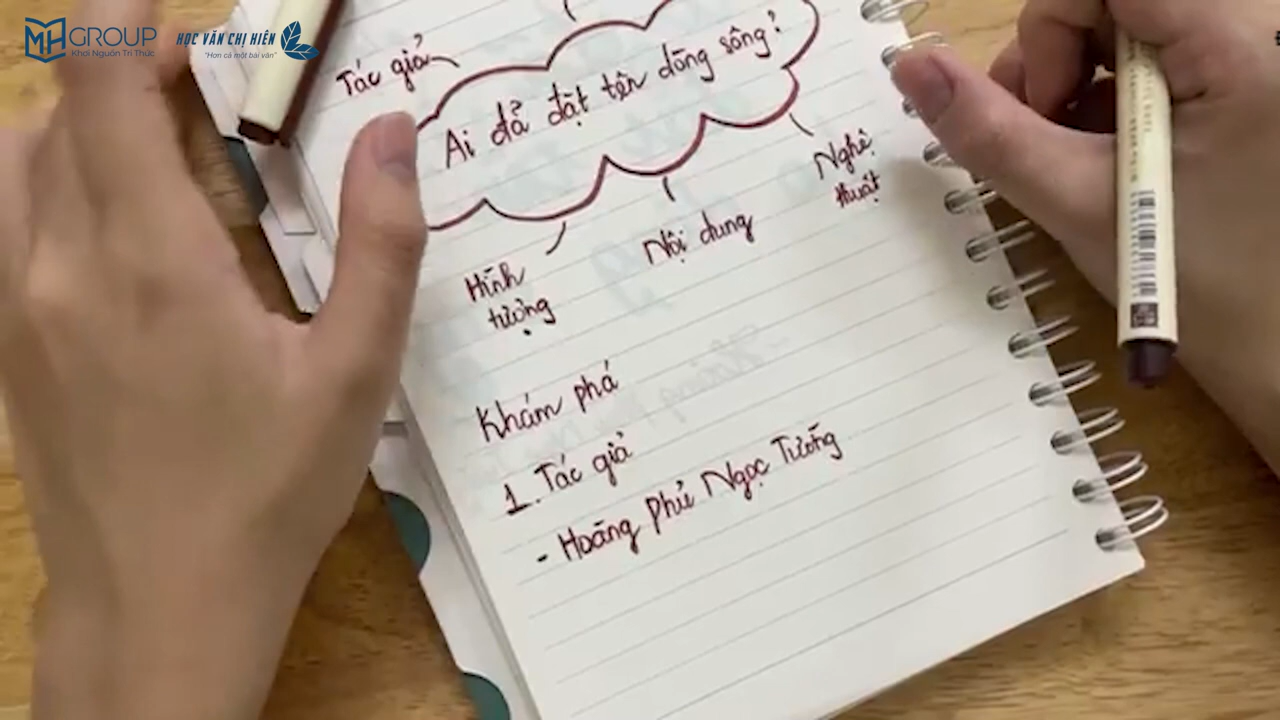 MH GROUP
Khơi Nguồn Tri Thức
HỌC VĂN CHỊ HIÊN
"Hơn cả một bài văn"
Tác giả
Ai đã đặt tên dòng sông?
Nghệ
thuật
Nội dung
Hình
tượng
Khám phá
1. Tác giả
- Hoàng Phủ Ngọc Tường